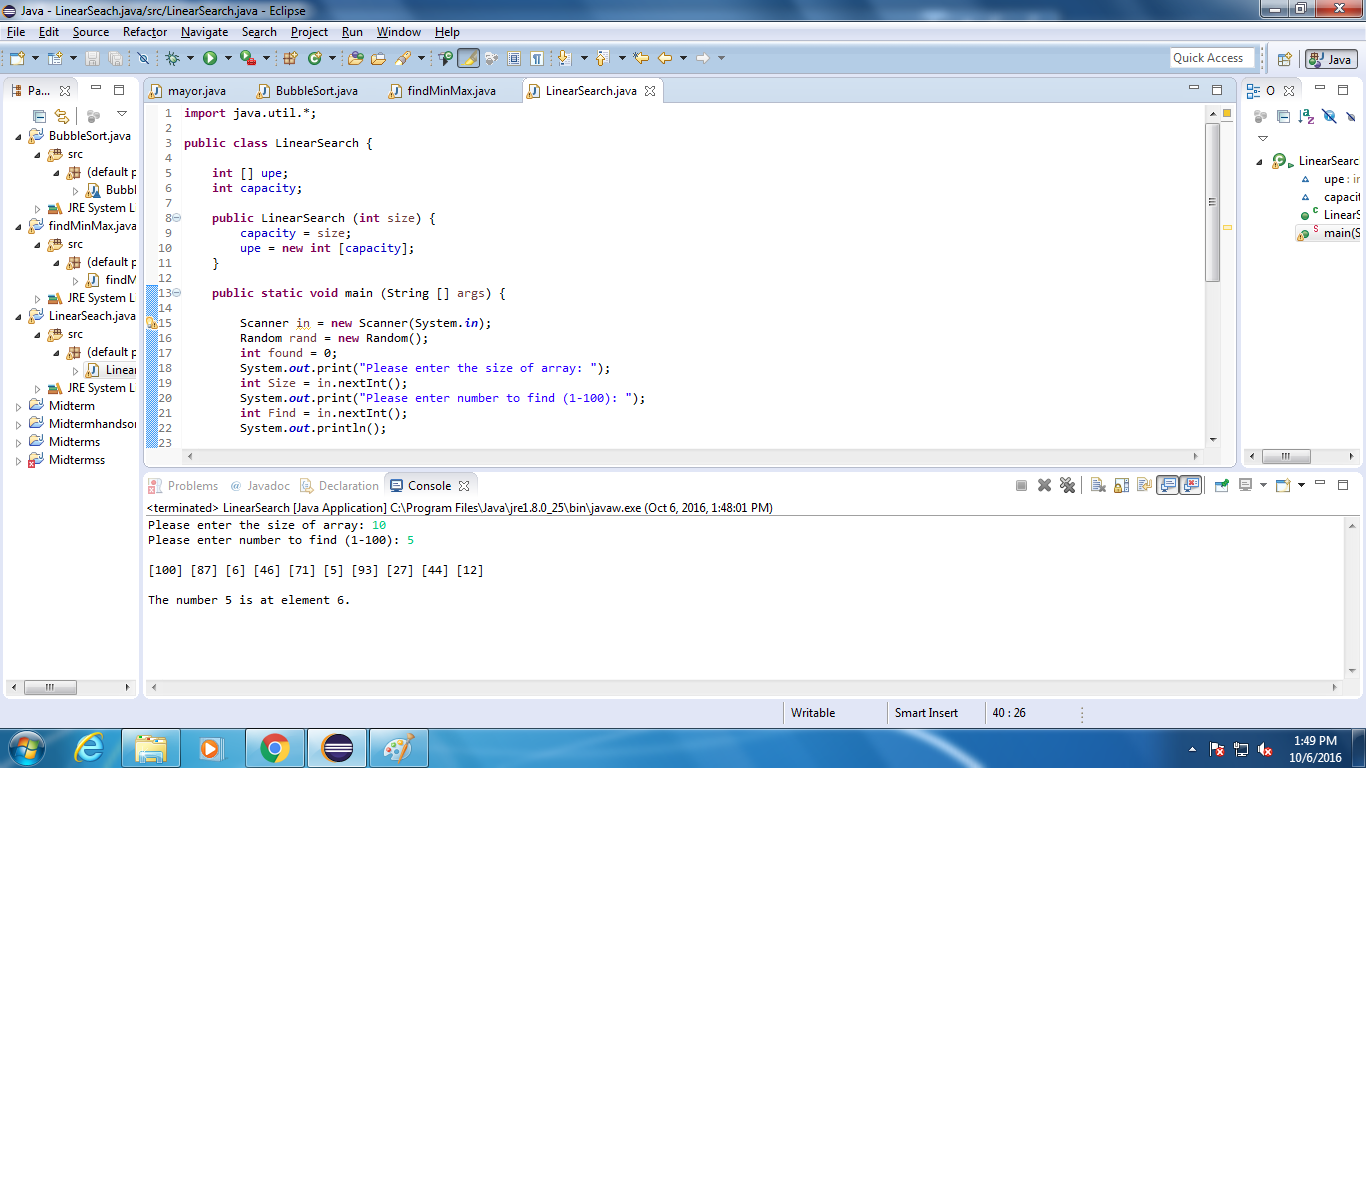 Java - LinearSeach.java/src/LinearSearch.java - Eclipse
File Edit Source Refactor Navigate Search Project Run Window Help
Quick Access
Java
Pa...
BubbleSort.java
src
(default p
Bubbl
JRE System L
findMinMax.java
src
(default p
findM
JRE System L
LinearSeach.java
src
(default p
Linear
JRE System L
Midterm
Midtermhandsor
Midterms
Midtermss
mayor.java BubbleSort.java findMinMax.java LinearSearch.java
1 import java.util.*;
2
3 public class LinearSearch {
4
5 int [] upe;
6 int capacity;
7
8 public LinearSearch (int size) {
9 capacity = size;
10 upe = new int [capacity];
11 }
12
13 public static void main (String [] args) {
14
15 Scanner in = new Scanner(System.in);
16 Random rand = new Random();
17 int found = 0;
18 System.out.print("Please enter the size of array: ");
19 int Size = in.nextInt();
20 System.out.print("Please enter number to find (1-100): ");
21 int Find = in.nextInt();
22 System.out.println();
23
O
LinearSearc
upe : in
capacit
LinearS
main(S
Problems @ Javadoc Declaration Console
<terminated> LinearSearch [Java Application] C:\Program Files\Java\jre1.8.0_25\bin\javaw.exe (Oct 6, 2016, 1:48:01 PM)
Please enter the size of array: 10
Please enter number to find (1-100): 5
[100] [87] [6] [46] [71] [5] [93] [27] [44] [12]
The number 5 is at element 6.
Writable Smart Insert 40 : 26
1:49 PM
10/6/2016